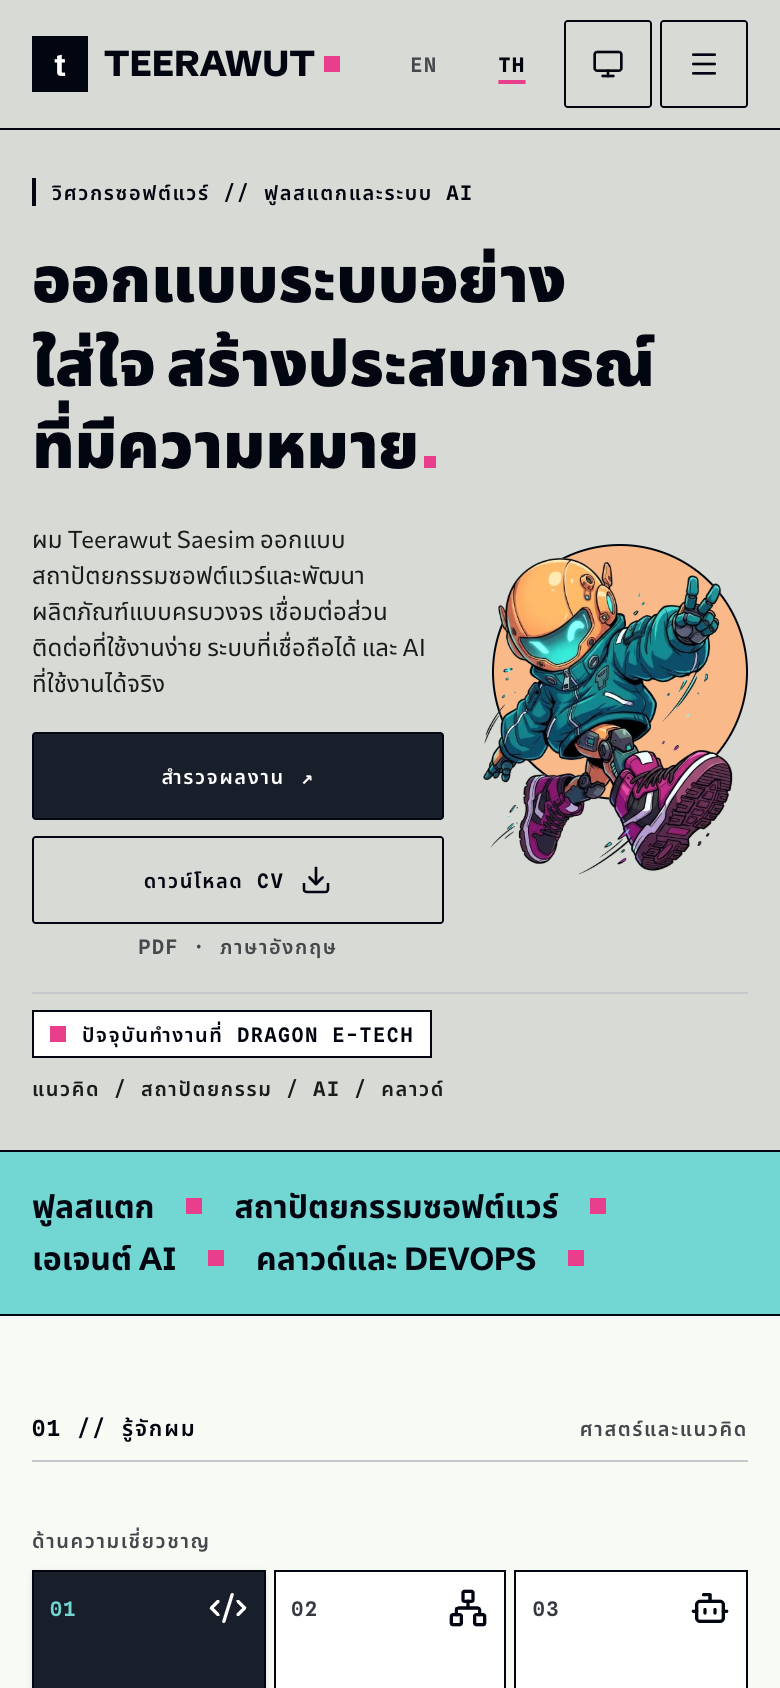 t TEERAWUT EN TH
วิศวกรซอฟต์แวร์ // ฟูลสแตกและระบบ AI
ออกแบบระบบอย่าง
ใส่ใจ สร้างประสบการณ์
ที่มีความหมาย.
ผม Teerawut Saesim ออกแบบ
สถาปัตยกรรมซอฟต์แวร์และพัฒนา
ผลิตภัณฑ์แบบครบวงจร เชื่อมต่อส่วน
ติดต่อที่ใช้งานง่าย ระบบที่เชื่อถือได้ และ AI
ที่ใช้งานได้จริง
สำรวจผลงาน ↗
ดาวน์โหลด CV
PDF · ภาษาอังกฤษ
ปัจจุบันทำงานที่ DRAGON E-TECH
แนวคิด / สถาปัตยกรรม / AI / คลาวด์
ฟูลสแตก สถาปัตยกรรมซอฟต์แวร์
เอเจนต์ AI คลาวด์และ DEVOPS
01 // รู้จักผม ศาสตร์และแนวคิด
ด้านความเชี่ยวชาญ
01 02 03